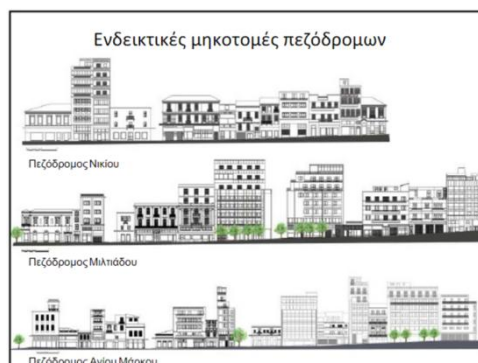 Ενδεικτικές μηκοτομές πεζόδρομων
Πεζόδρομος Νικίου
Πεζόδρομος Μιλτιάδου
Πεζόδρομος Αγίου Μάρκου